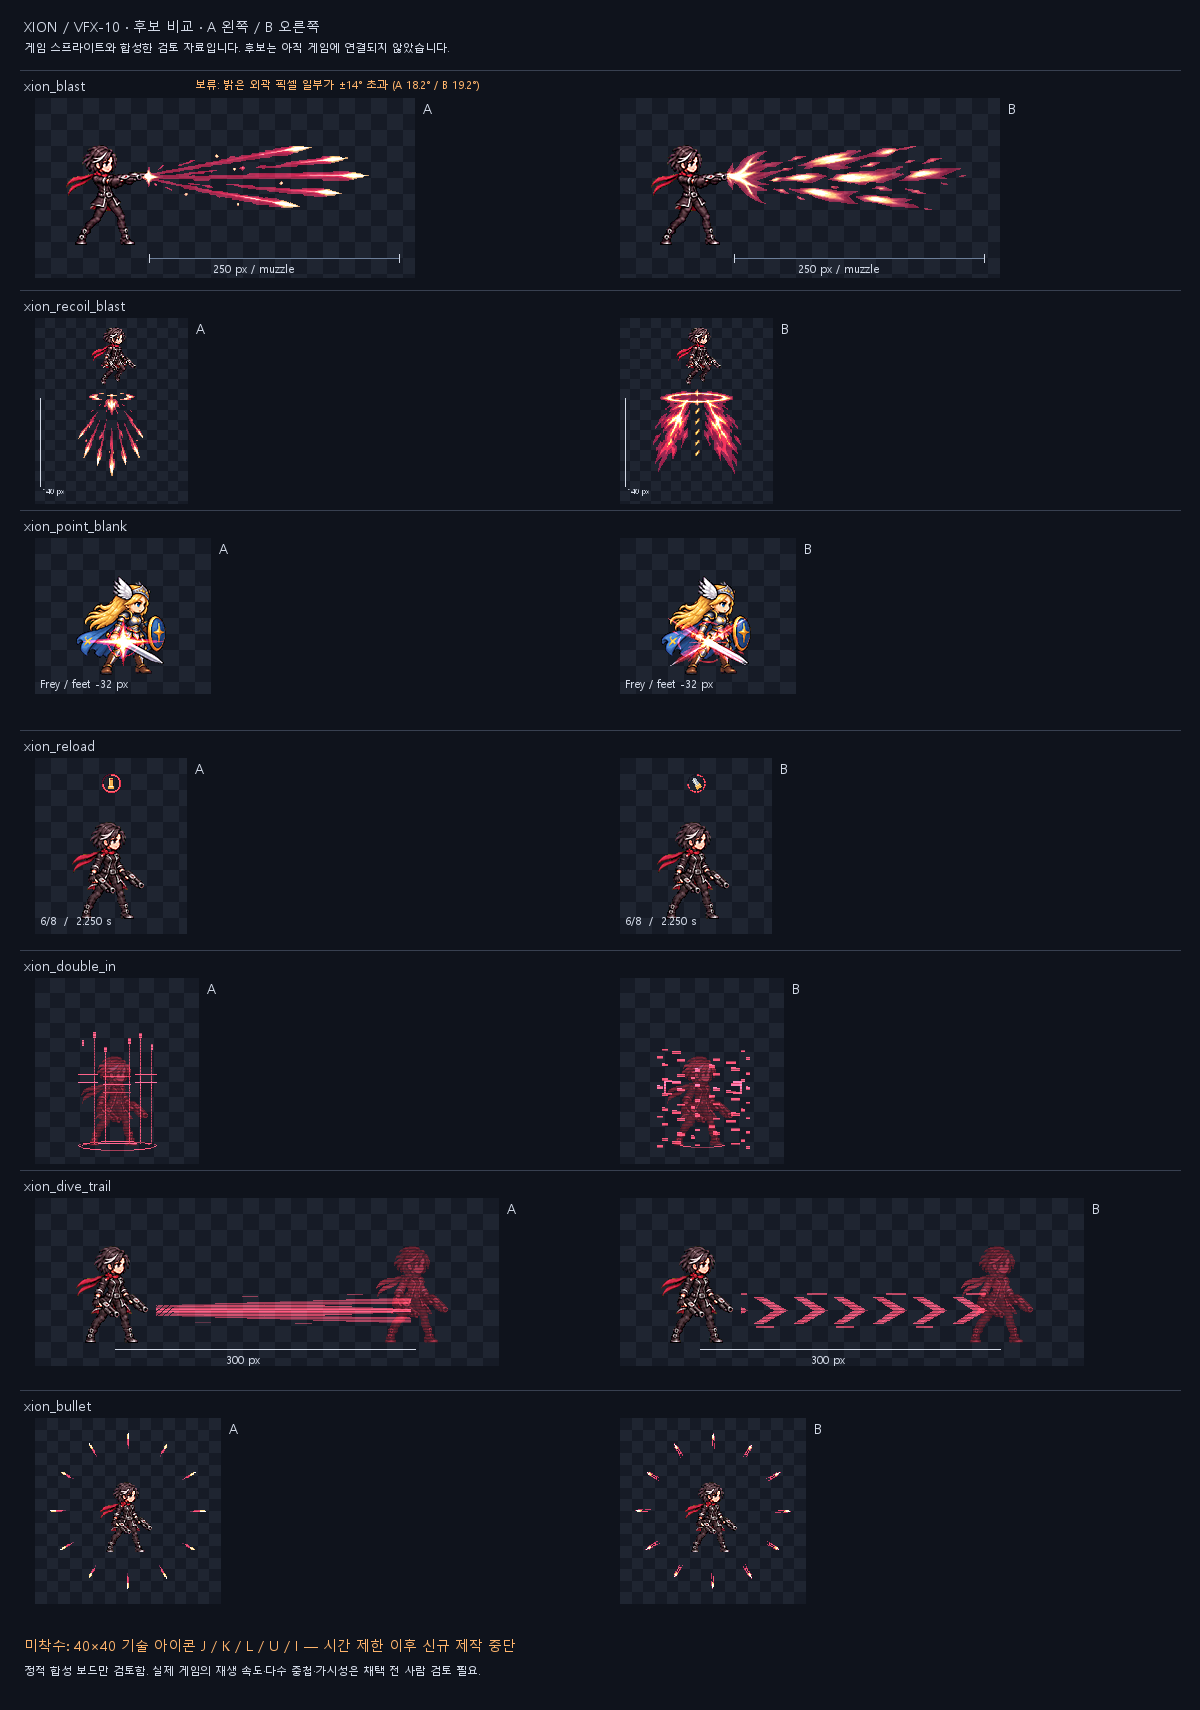 XION / VFX-10 · 후보 비교 · A 왼쪽 / B 오른쪽
게임 스프라이트와 합성한 검토 자료입니다. 후보는 아직 게임에 연결되지 않았습니다.
xion_blast
보류: 밝은 외곽 픽셀 일부가 ±14° 초과 (A 18.2° / B 19.2°)
A
B
250 px / muzzle
250 px / muzzle
xion_recoil_blast
A
B
xion_point_blank
A
B
Frey / feet -32 px
Frey / feet -32 px
xion_reload
A
B
6/8 / 2.250 s
6/8 / 2.250 s
xion_double_in
A
B
xion_dive_trail
A
B
300 px
300 px
xion_bullet
A
B
미착수: 40×40 기술 아이콘 J / K / L / U / I — 시간 제한 이후 신규 제작 중단
정적 합성 보드만 검토함. 실제 게임의 재생 속도·다수 중첩·가시성은 채택 전 사람 검토 필요.